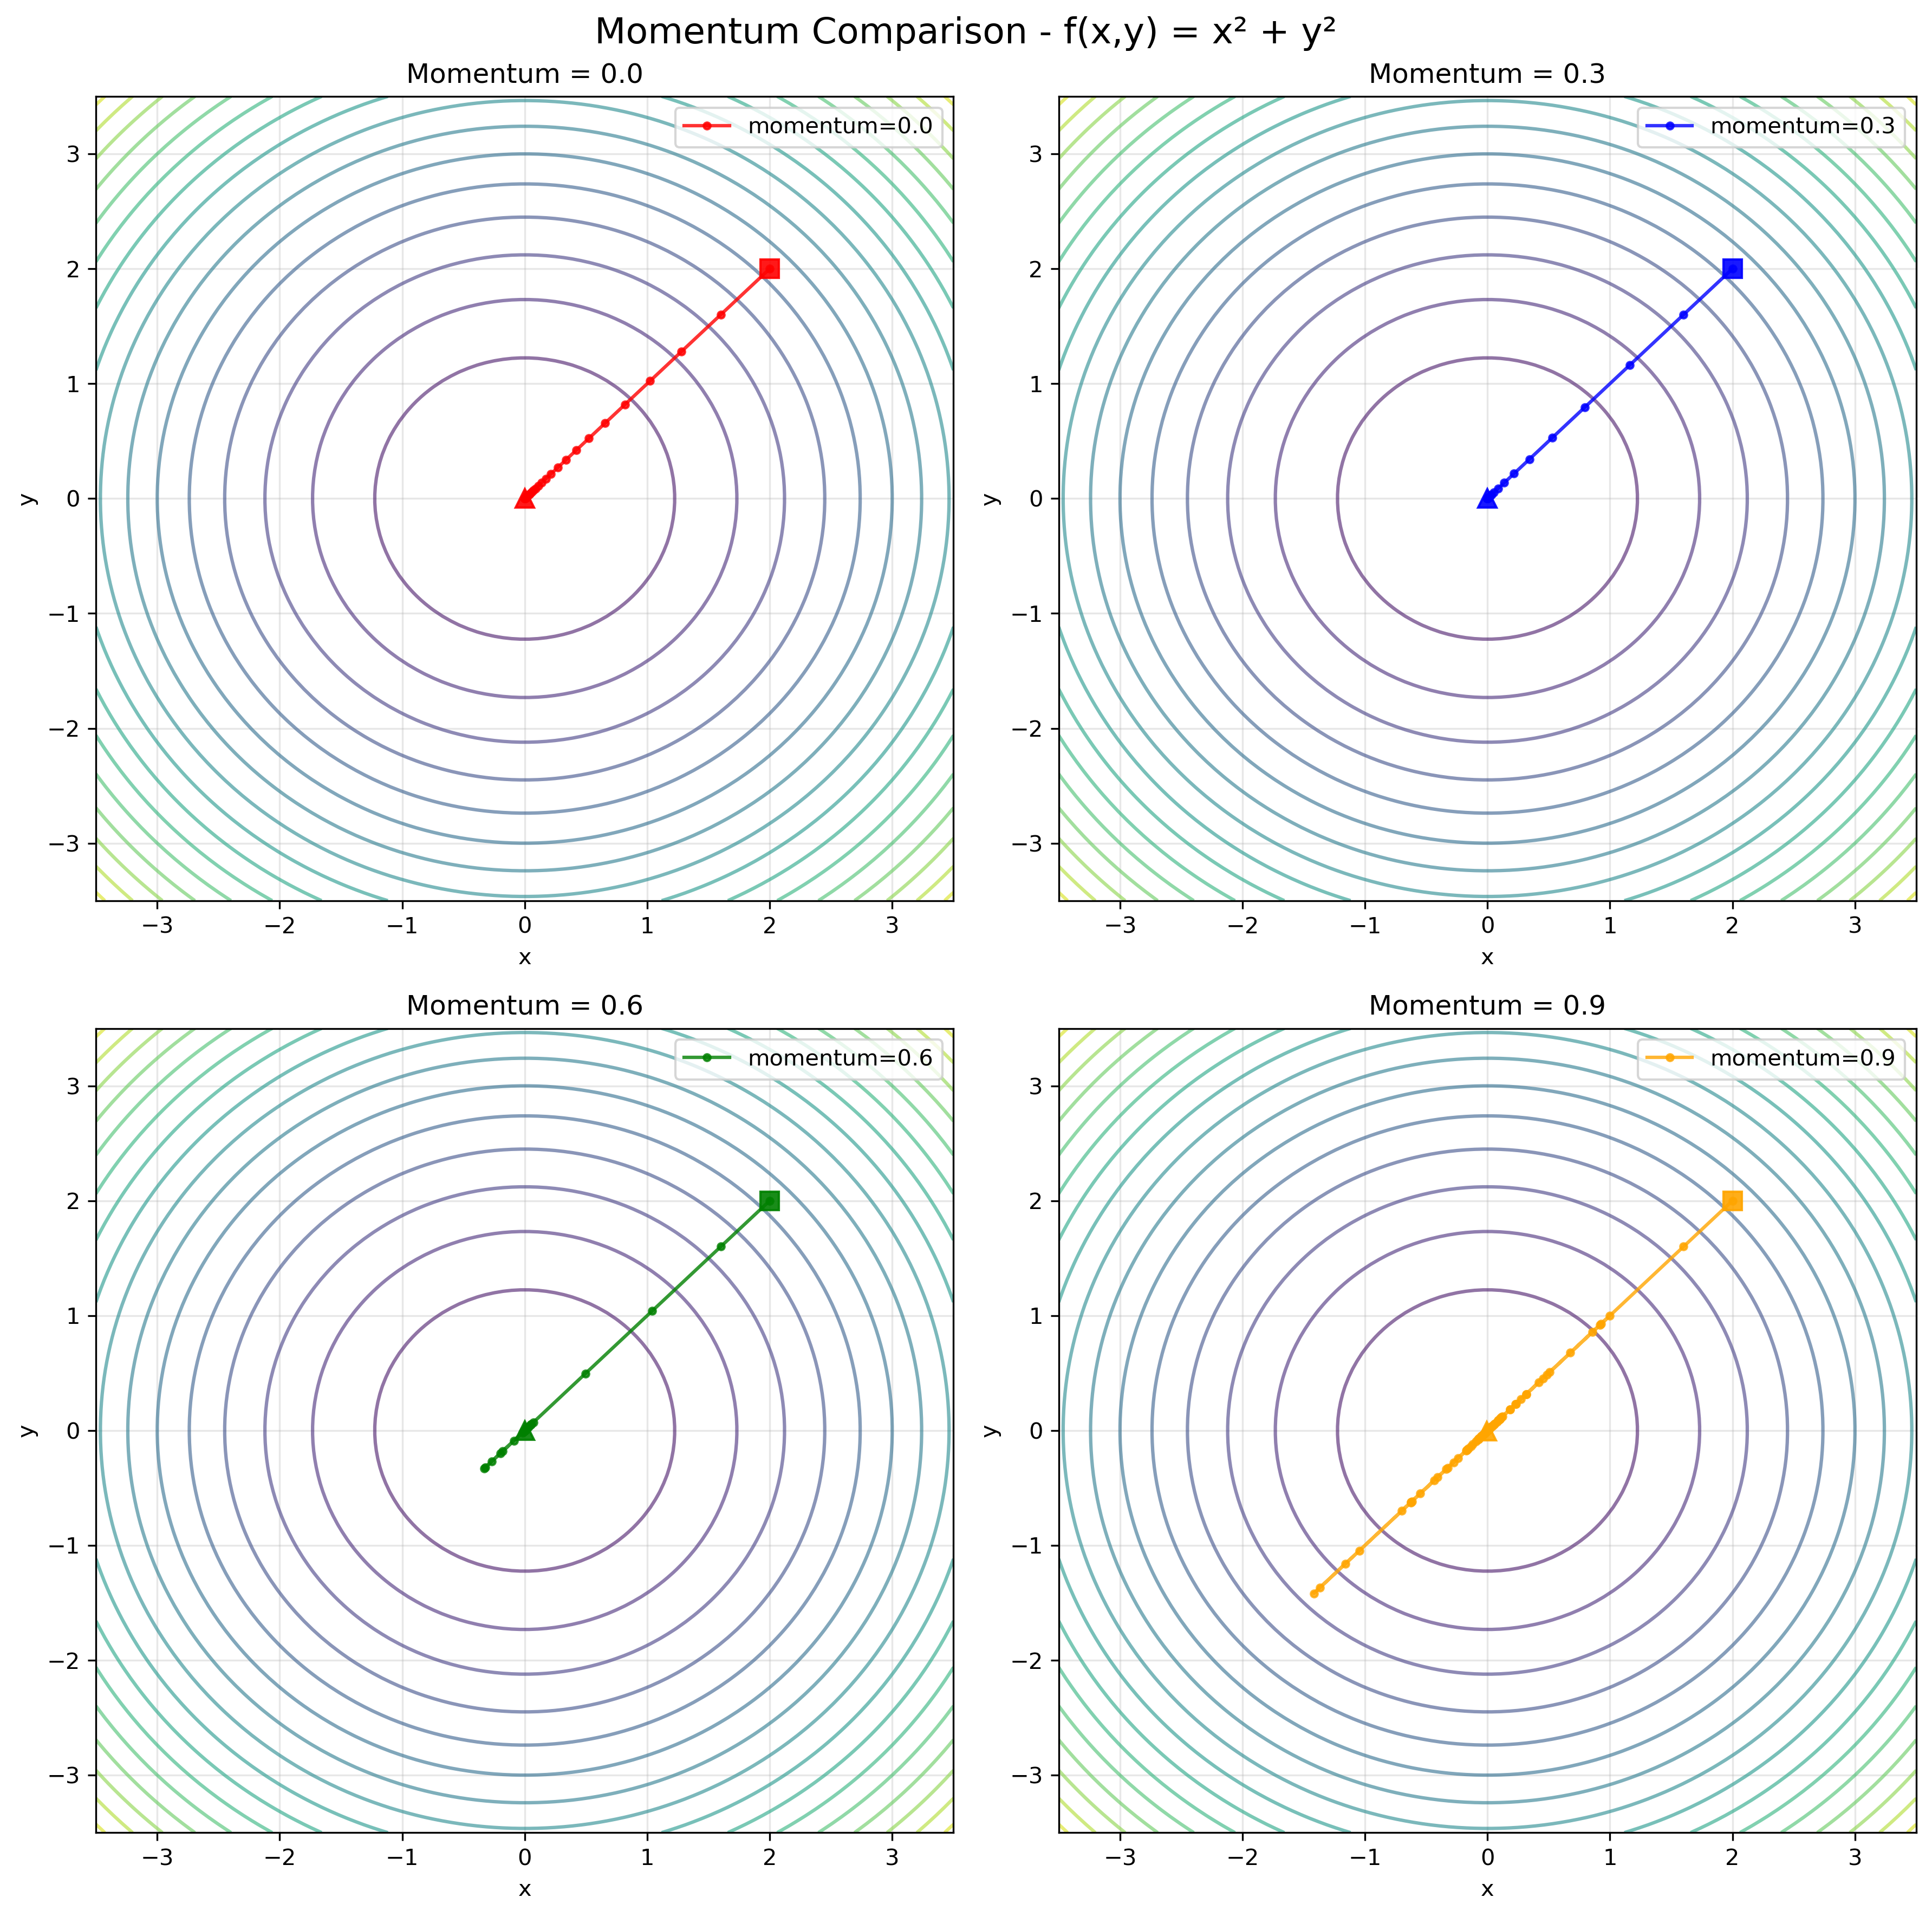 Momentum Comparison - f(x,y) = x² + y²
Momentum = 0.0
momentum=0.0
3
2
1
0
−1
−2
−3
y
−3 −2 −1 0 1 2 3
x
Momentum = 0.3
momentum=0.3
3
2
1
0
−1
−2
−3
y
−3 −2 −1 0 1 2 3
x
Momentum = 0.6
momentum=0.6
3
2
1
0
−1
−2
−3
y
−3 −2 −1 0 1 2 3
x
Momentum = 0.9
momentum=0.9
3
2
1
0
−1
−2
−3
y
−3 −2 −1 0 1 2 3
x